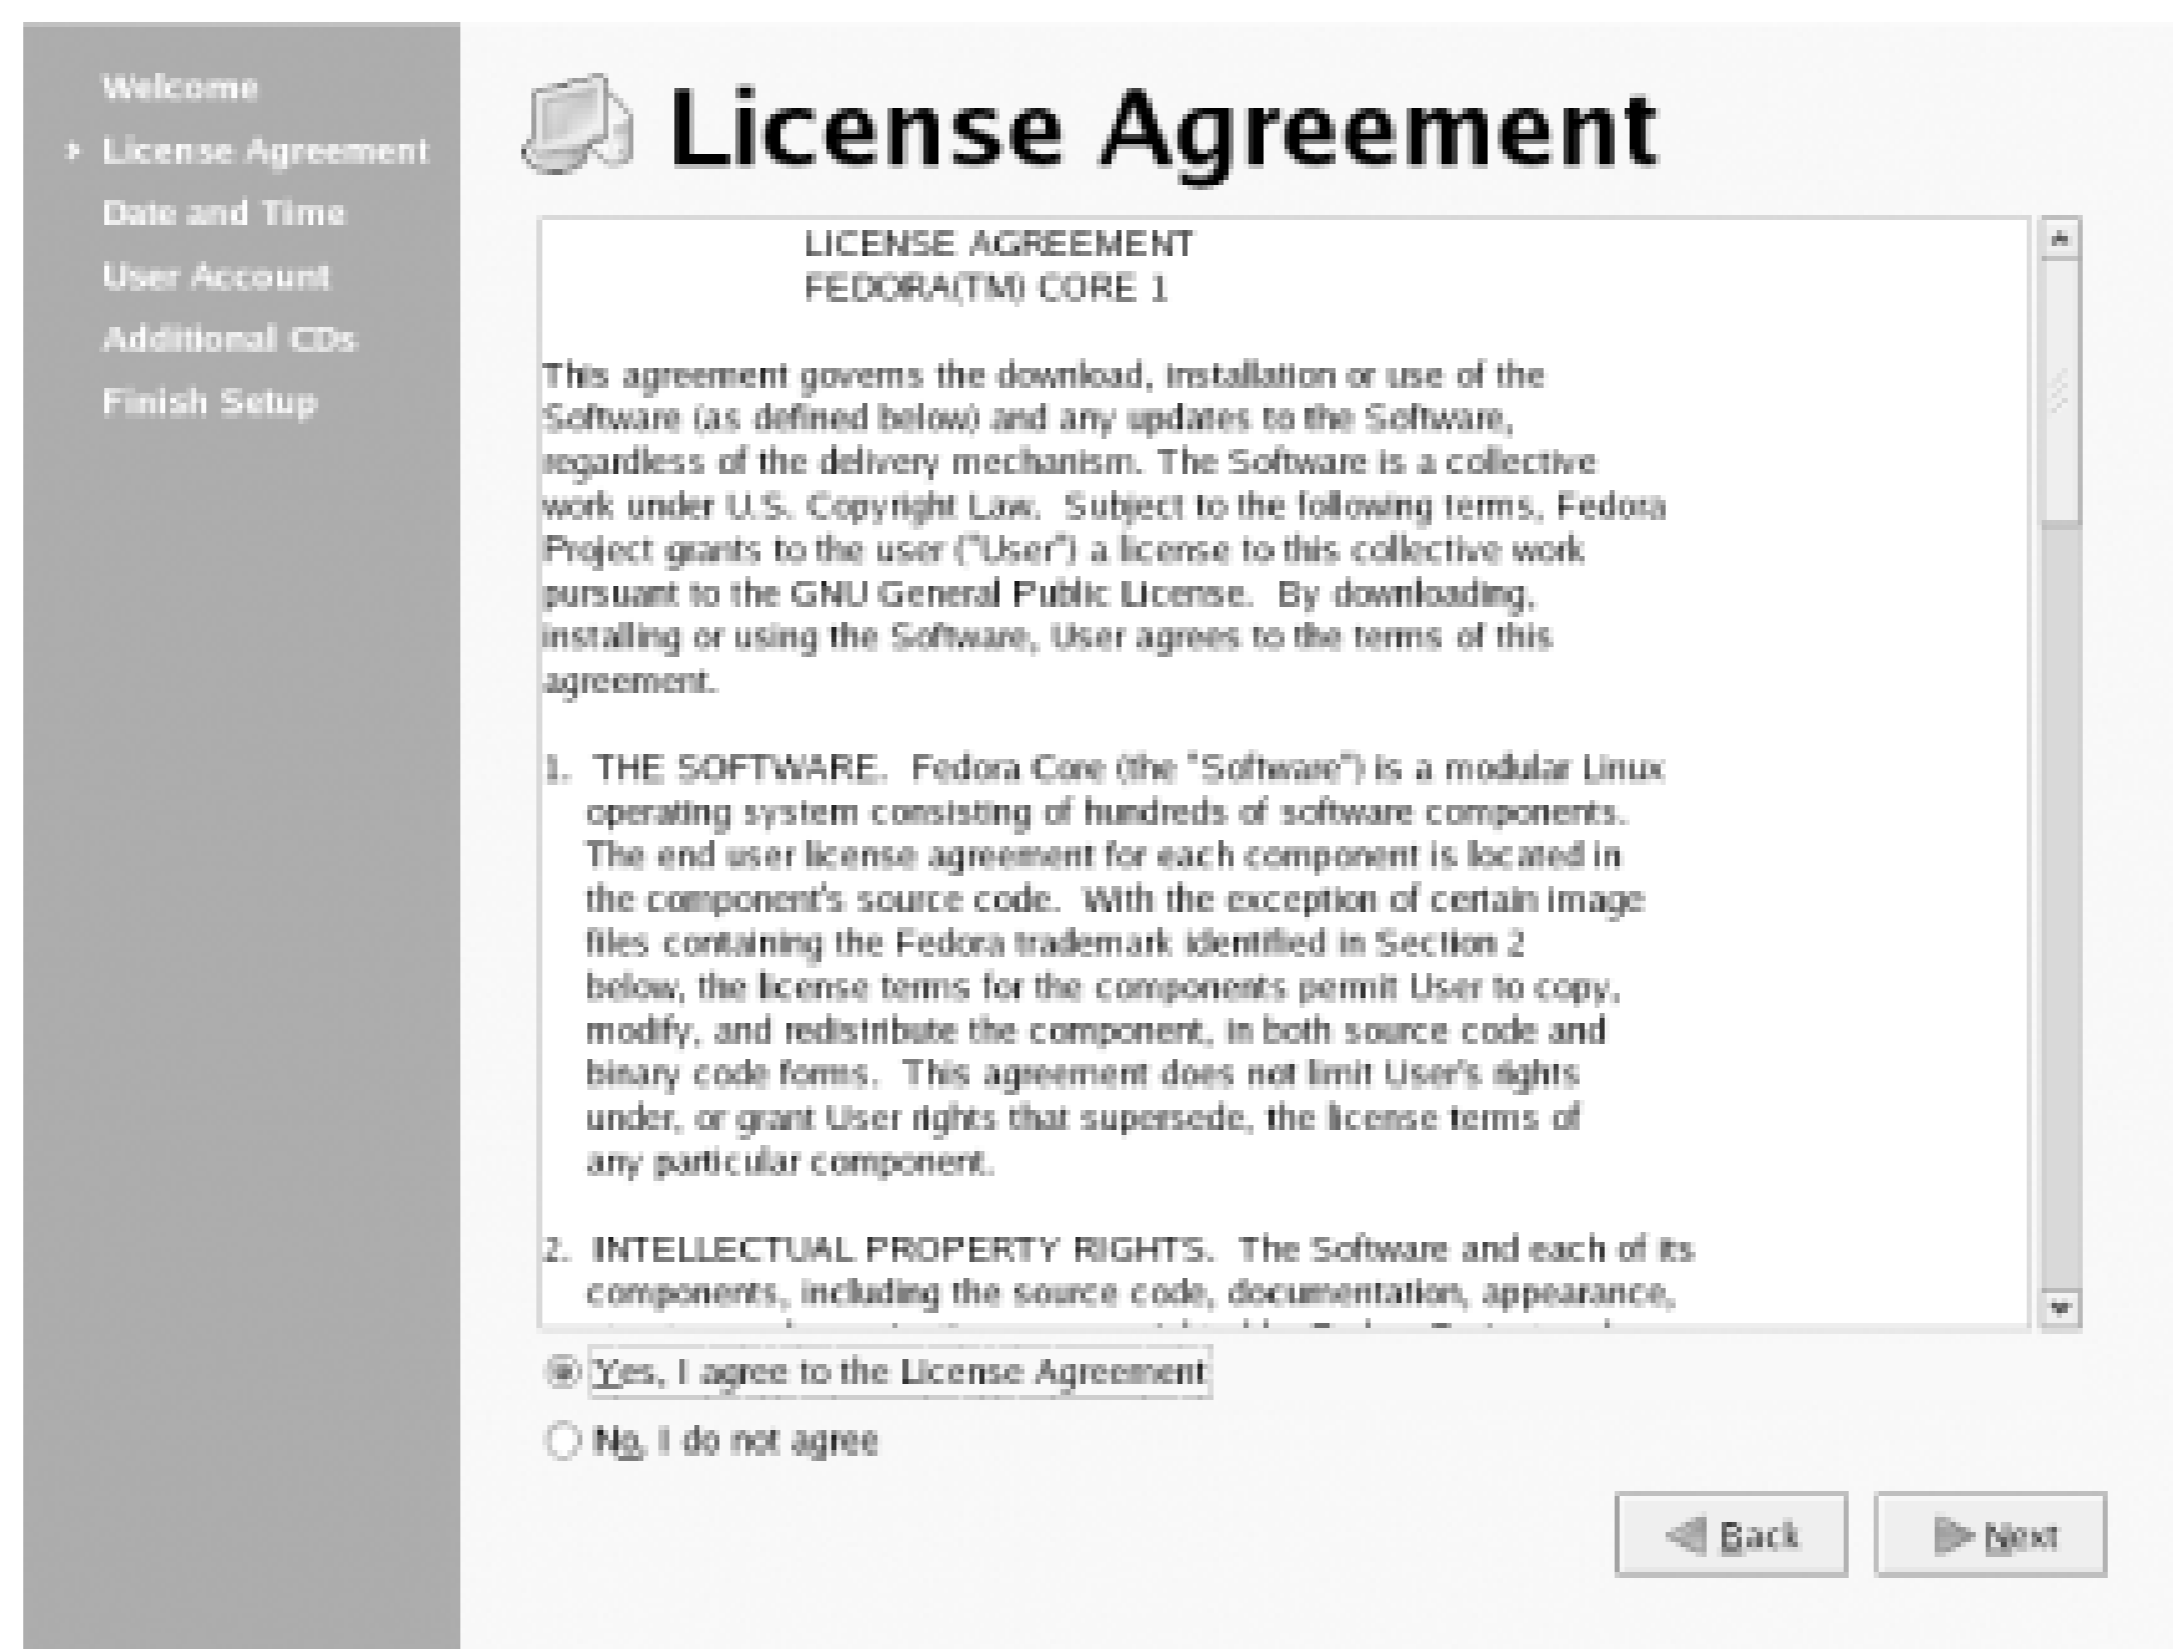 Welcome
License Agreement
Date and Time
User Account
Additional CDs
Finish Setup
License Agreement
LICENSE AGREEMENT
FEDORA(TM) CORE 1
This agreement governs the download, installation or use of the
Software (as defined below) and any updates to the Software,
regardless of the delivery mechanism. The Software is a collective
work under U.S. Copyright Law.  Subject to the following terms, Fedora
Project grants to the user ("User") a license to this collective work
pursuant to the GNU General Public License.  By downloading,
installing or using the Software, User agrees to the terms of this
agreement.
1.  THE SOFTWARE.  Fedora Core (the "Software") is a modular Linux
operating system consisting of hundreds of software components.
The end user license agreement for each component is located in
the component's source code.  With the exception of certain image
files containing the Fedora trademark identified in Section 2
below, the license terms for the components permit User to copy,
modify, and redistribute the component, in both source code and
binary code forms.  This agreement does not limit User's rights
under, or grant User rights that supersede, the license terms of
any particular component.
2.  INTELLECTUAL PROPERTY RIGHTS.  The Software and each of its
components, including the source code, documentation, appearance,
Yes, I agree to the License Agreement
No, I do not agree
Back
Next